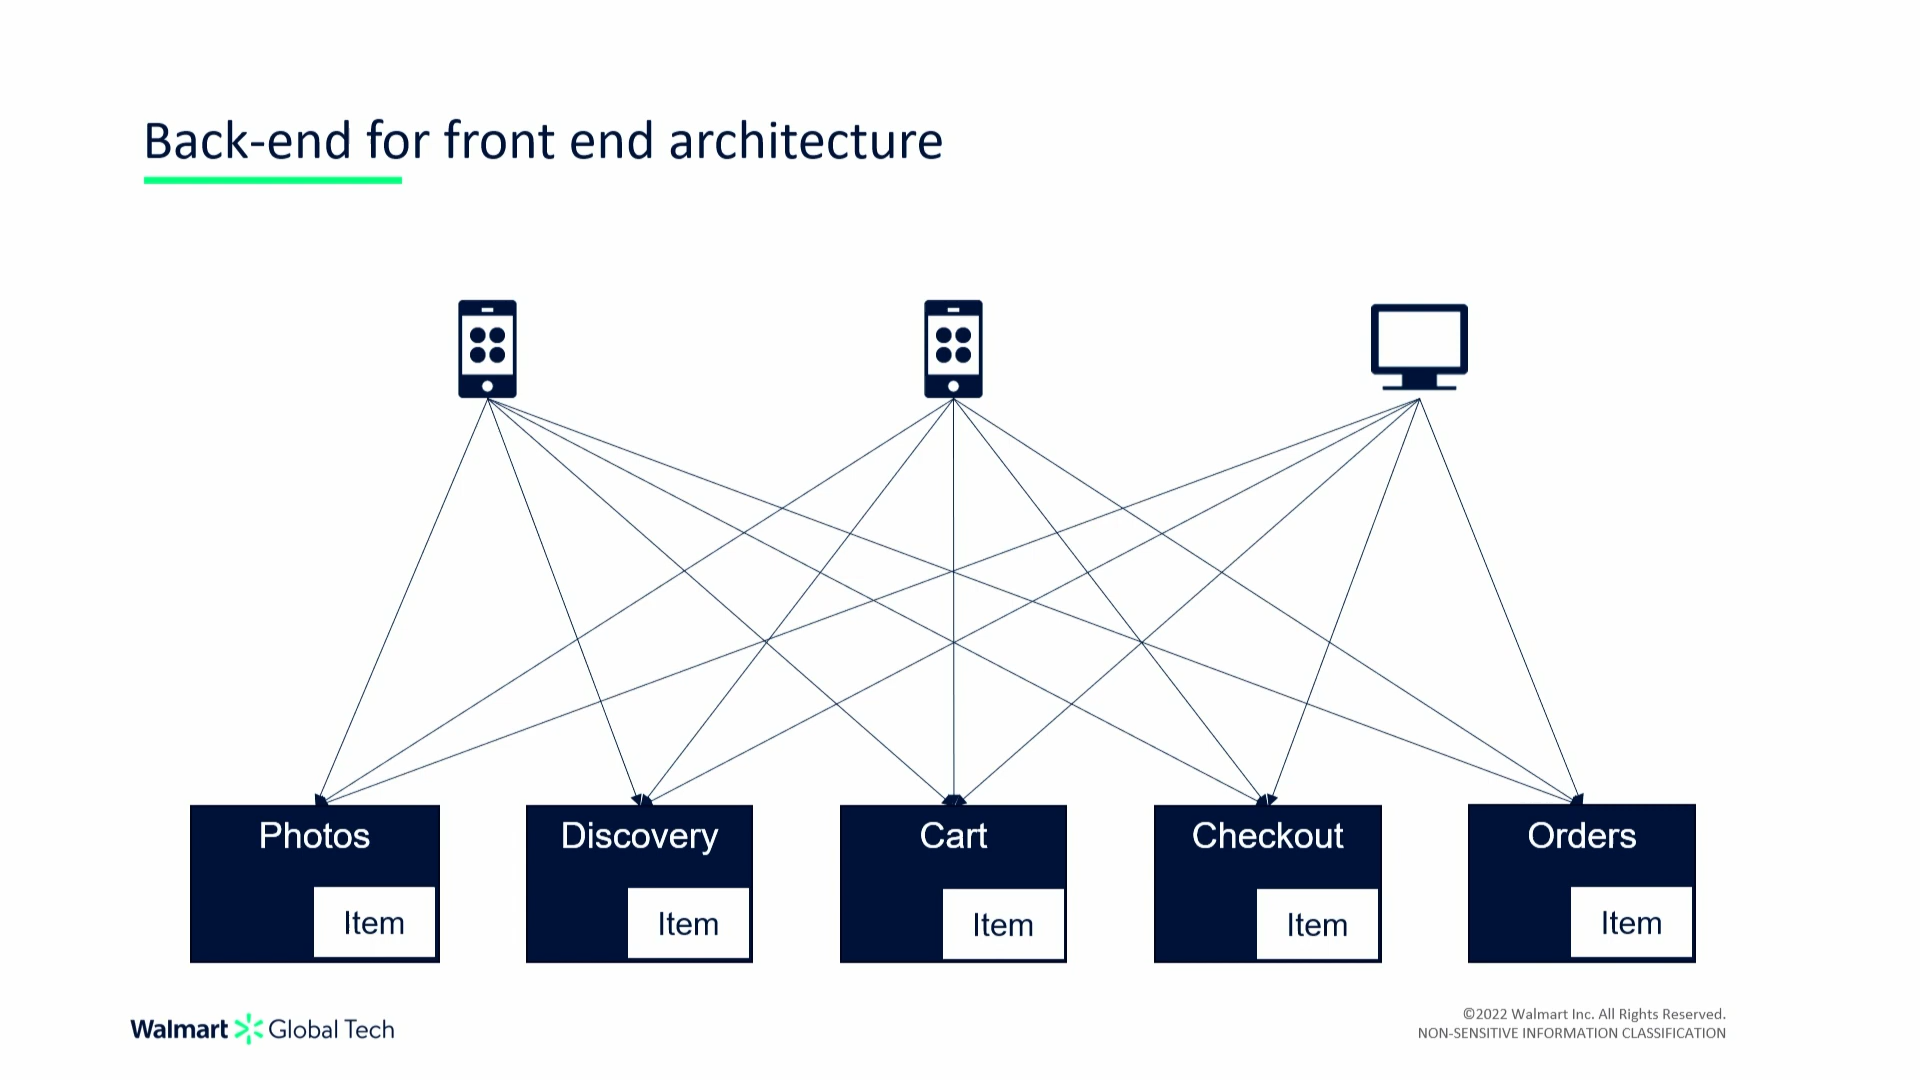 Back-end for front end architecture
Photos
Discovery
Cart
Checkout
Orders
Item
Item
Item
Item
Item
Walmart Global Tech
©2022 Walmart Inc. All Rights Reserved.
NON-SENSITIVE INFORMATION CLASSIFICATION